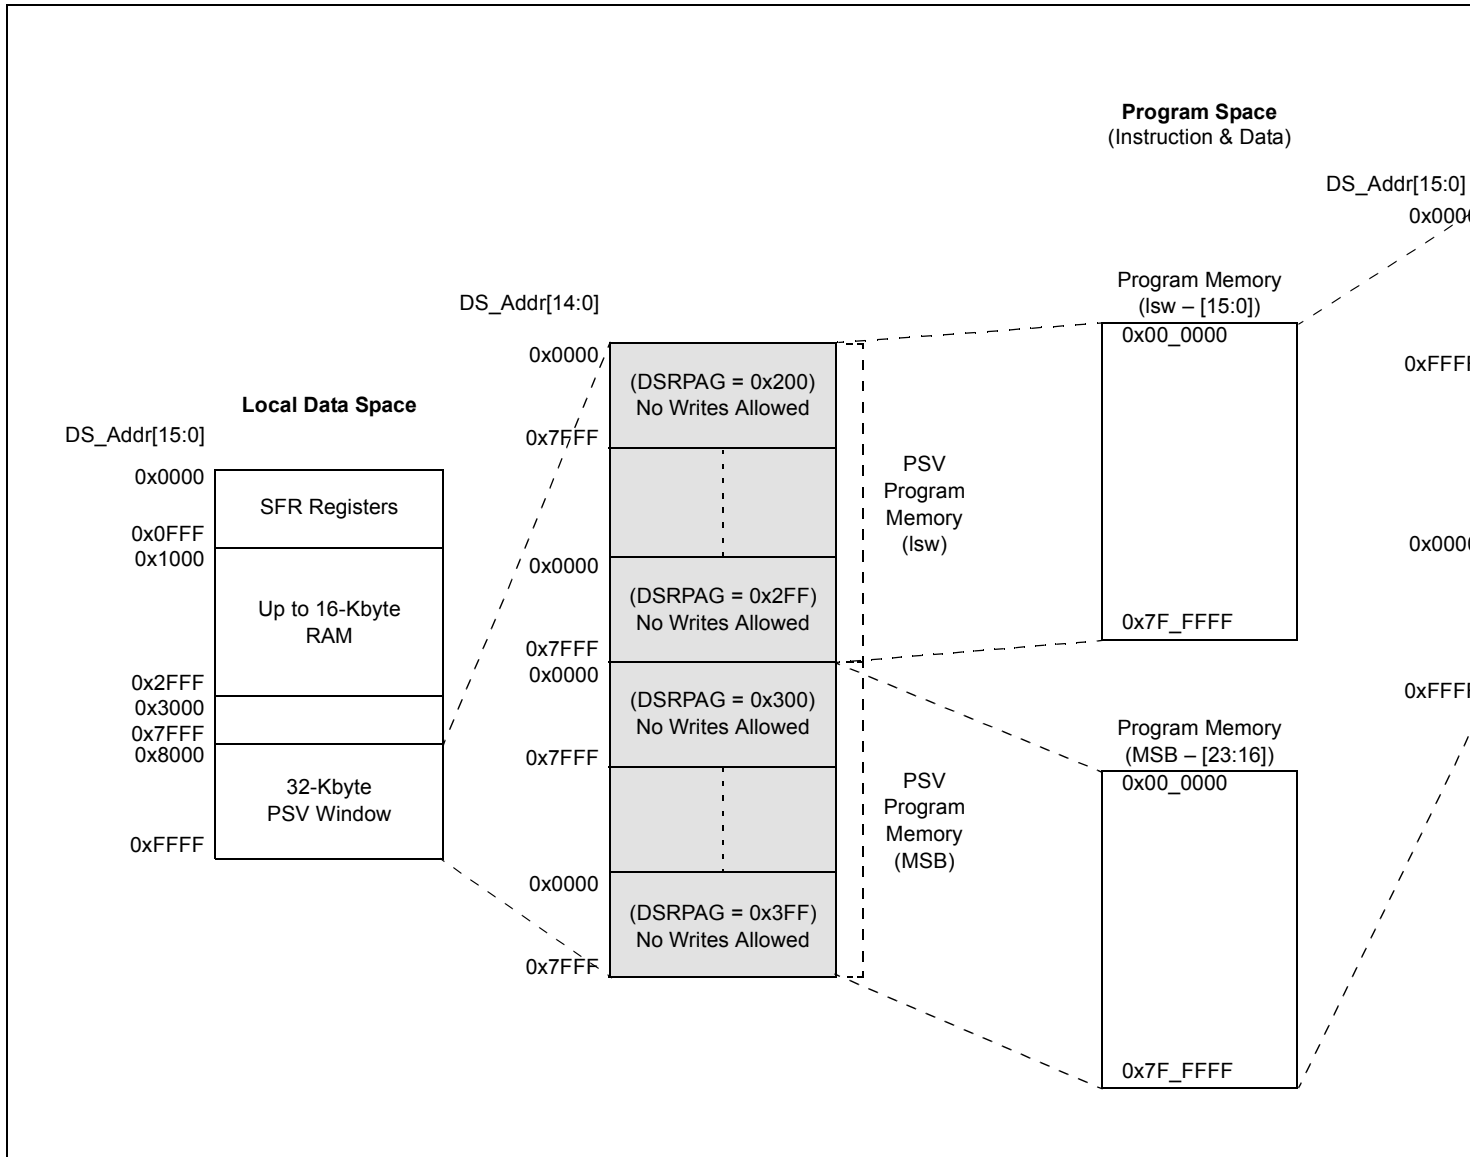 Program Space
(Instruction & Data)
DS_Addr[15:0]
Program Memory
(lsw – [15:0])
0x00_0000
0x7F_FFFF
DS_Addr[14:0]
0x0000
(DSRPAG = 0x200)
No Writes Allowed
0x7FFF
PSV
Program
Memory
(lsw)
0x0000
(DSRPAG = 0x2FF)
No Writes Allowed
0x7FFF
0x0000
(DSRPAG = 0x300)
No Writes Allowed
0x7FFF
PSV
Program
Memory
(MSB)
0x0000
(DSRPAG = 0x3FF)
No Writes Allowed
0x7FFF
Local Data Space
DS_Addr[15:0]
0x0000
SFR Registers
0x0FFF
0x1000
Up to 16-Kbyte
RAM
0x2FFF
0x3000
0x7FFF
0x8000
32-Kbyte
PSV Window
0xFFFF
Program Memory
(MSB – [23:16])
0x00_0000
0x7F_FFFF